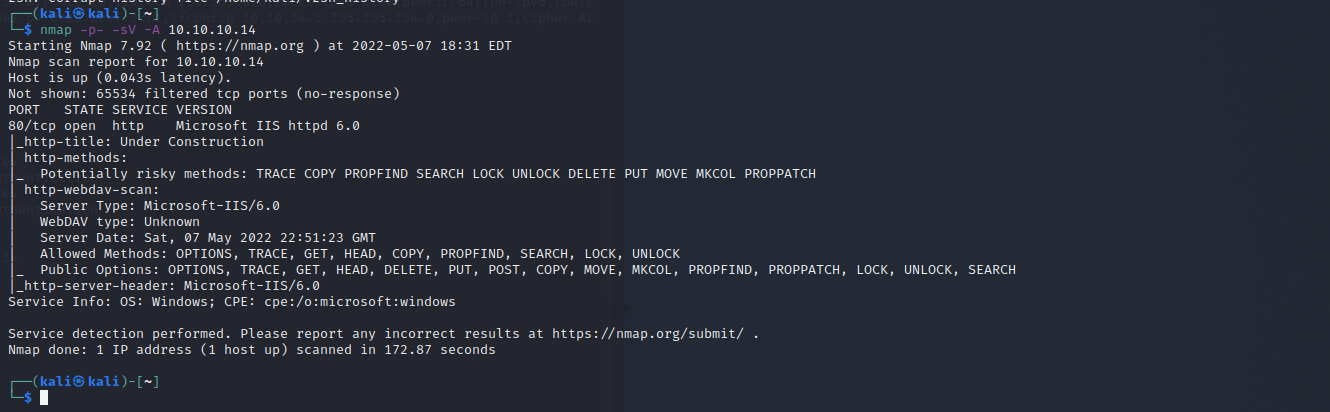 zsh: corrupt history file /home/kali/.zsh_history
┌──(kali㉿kali)-[~]
└─$ nmap -p- -sV -A 10.10.10.14
Starting Nmap 7.92 ( https://nmap.org ) at 2022-05-07 18:31 EDT
Nmap scan report for 10.10.10.14
Host is up (0.043s latency).
Not shown: 65534 filtered tcp ports (no-response)
PORT   STATE SERVICE VERSION
80/tcp open  http    Microsoft IIS httpd 6.0
|_http-title: Under Construction
| http-methods:
|_  Potentially risky methods: TRACE COPY PROPFIND SEARCH LOCK UNLOCK DELETE PUT MOVE MKCOL PROPPATCH
| http-webdav-scan:
|   Server Type: Microsoft-IIS/6.0
|   WebDAV type: Unknown
|   Server Date: Sat, 07 May 2022 22:51:23 GMT
|   Allowed Methods: OPTIONS, TRACE, GET, HEAD, COPY, PROPFIND, SEARCH, LOCK, UNLOCK
|_  Public Options: OPTIONS, TRACE, GET, HEAD, DELETE, PUT, POST, COPY, MOVE, MKCOL, PROPFIND, PROPPATCH, LOCK, UNLOCK, SEARCH
|_http-server-header: Microsoft-IIS/6.0
Service Info: OS: Windows; CPE: cpe:/o:microsoft:windows

Service detection performed. Please report any incorrect results at https://nmap.org/submit/ .
Nmap done: 1 IP address (1 host up) scanned in 172.87 seconds

┌──(kali㉿kali)-[~]
└─$